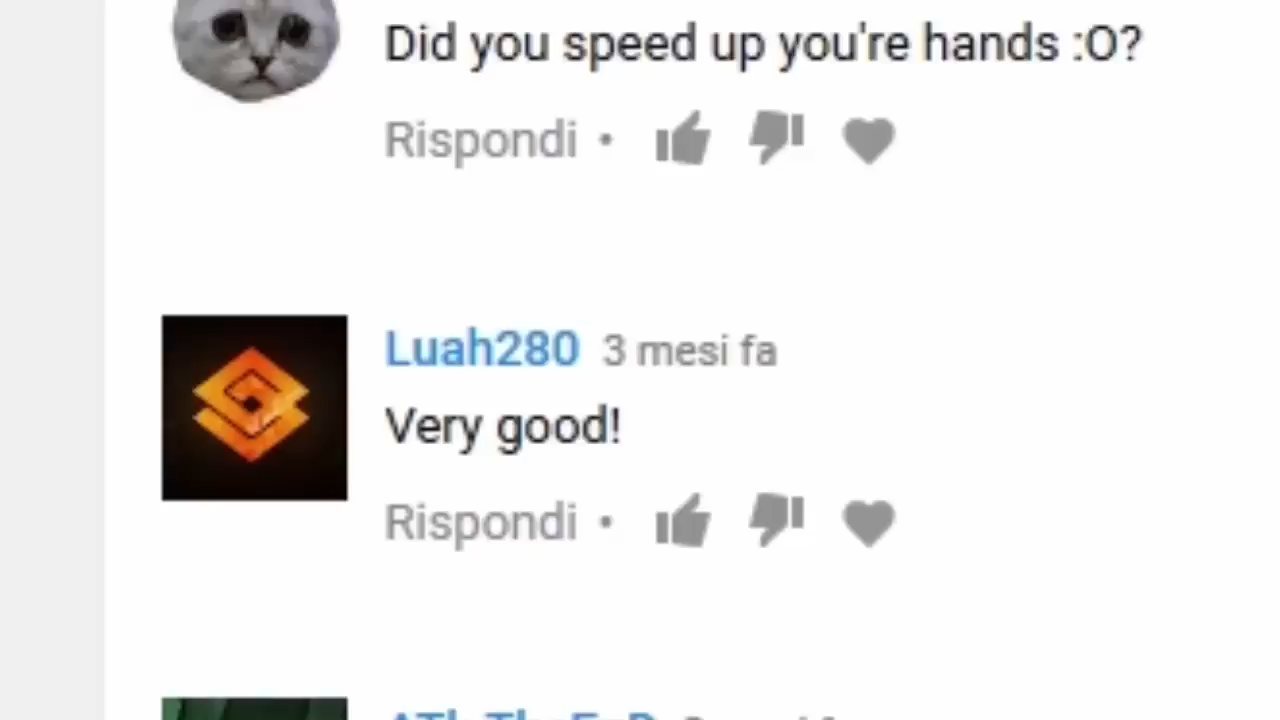 Did you speed up you're hands :O?
Rispondi •
Luah280 3 mesi fa
Very good!
Rispondi •